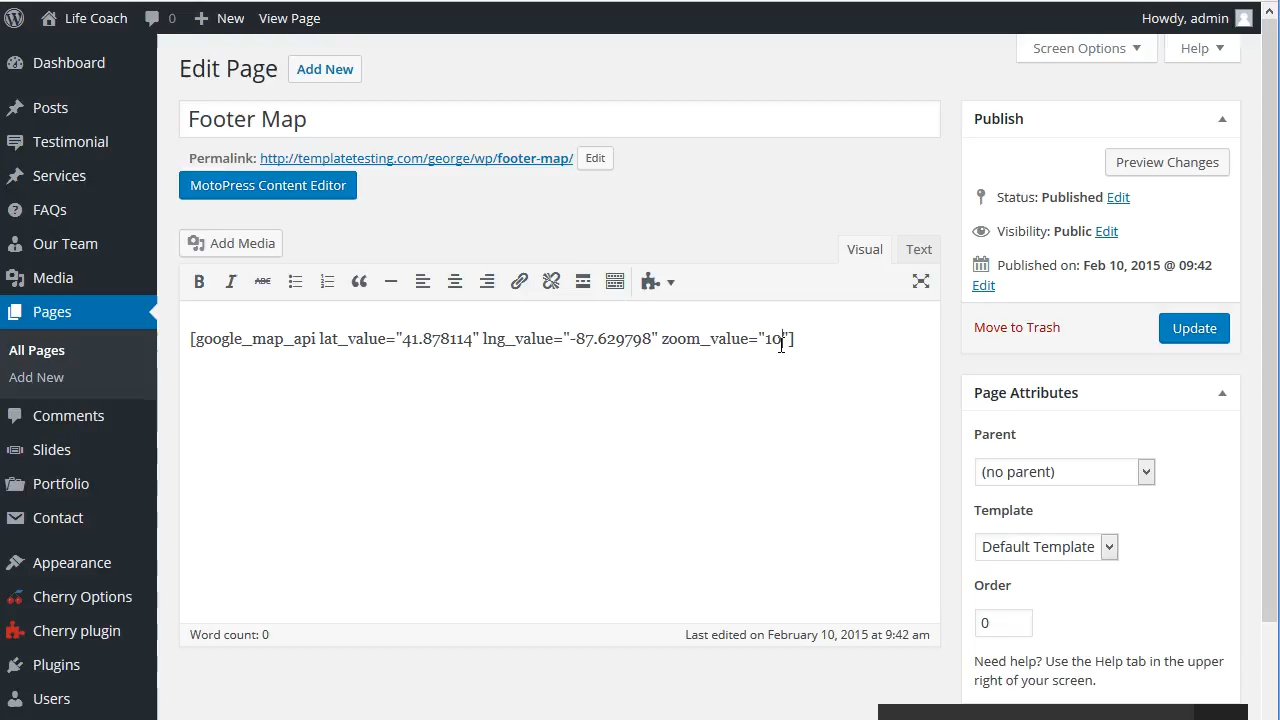 Life Coach 0 New View Page Howdy, admin
Screen Options Help
Dashboard
Posts
Testimonial
Services
FAQs
Our Team
Media
Pages
All Pages
Add New
Comments
Slides
Portfolio
Contact
Appearance
Cherry Options
Cherry plugin
Plugins
Users
Edit Page Add New
Footer Map
Permalink: http://templatetesting.com/george/wp/footer-map/ Edit
MotoPress Content Editor
Add Media
Visual Text
B I ABC
[google_map_api lat_value="41.878114" lng_value="-87.629798" zoom_value="10"]
Word count: 0 Last edited on February 10, 2015 at 9:42 am
Publish
Preview Changes
Status: Published Edit
Visibility: Public Edit
Published on: Feb 10, 2015 @ 09:42
Edit
Move to Trash Update
Page Attributes
Parent
(no parent)
Template
Default Template
Order
0
Need help? Use the Help tab in the upper
right of your screen.